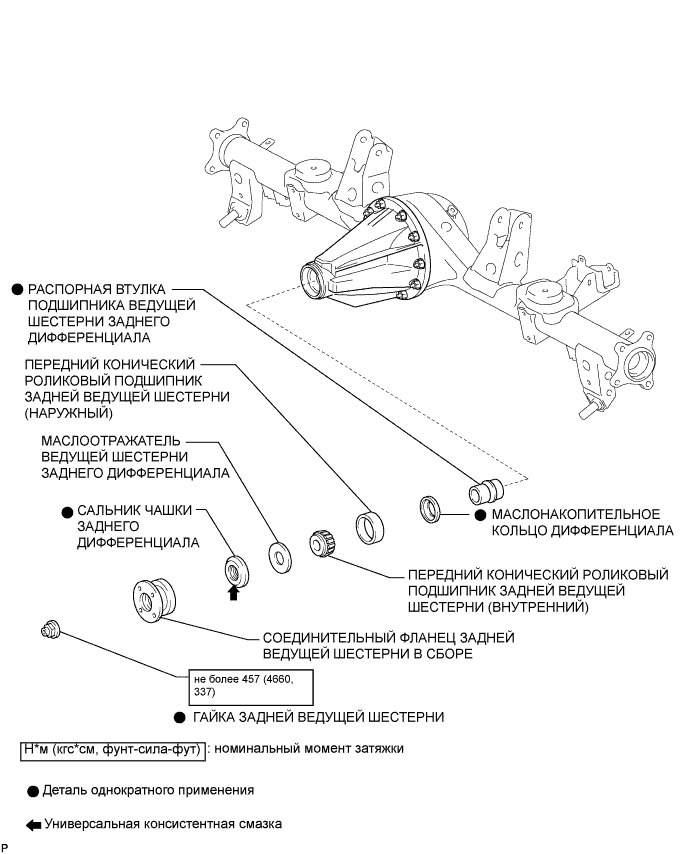 РАСПОРНАЯ ВТУЛКА
ПОДШИПНИКА ВЕДУЩЕЙ
ШЕСТЕРНИ ЗАДНЕГО
ДИФФЕРЕНЦИАЛА
ПЕРЕДНИЙ КОНИЧЕСКИЙ
РОЛИКОВЫЙ ПОДШИПНИК
ЗАДНЕЙ ВЕДУЩЕЙ ШЕСТЕРНИ
(НАРУЖНЫЙ)
МАСЛООТРАЖАТЕЛЬ
ВЕДУЩЕЙ ШЕСТЕРНИ
ЗАДНЕГО ДИФФЕРЕНЦИАЛА
САЛЬНИК ЧАШКИ
ЗАДНЕГО
ДИФФЕРЕНЦИАЛА
МАСЛОНАКОПИТЕЛЬНОЕ
КОЛЬЦО ДИФФЕРЕНЦИАЛА
ПЕРЕДНИЙ КОНИЧЕСКИЙ РОЛИКОВЫЙ
ПОДШИПНИК ЗАДНЕЙ ВЕДУЩЕЙ
ШЕСТЕРНИ (ВНУТРЕННИЙ)
СОЕДИНИТЕЛЬНЫЙ ФЛАНЕЦ ЗАДНЕЙ
ВЕДУЩЕЙ ШЕСТЕРНИ В СБОРЕ
не более 457 (4660,
337)
ГАЙКА ЗАДНЕЙ ВЕДУЩЕЙ ШЕСТЕРНИ
Н*м (кгс*см, фунт-сила-фут) : номинальный момент затяжки
Деталь однократного применения
Универсальная консистентная смазка
P